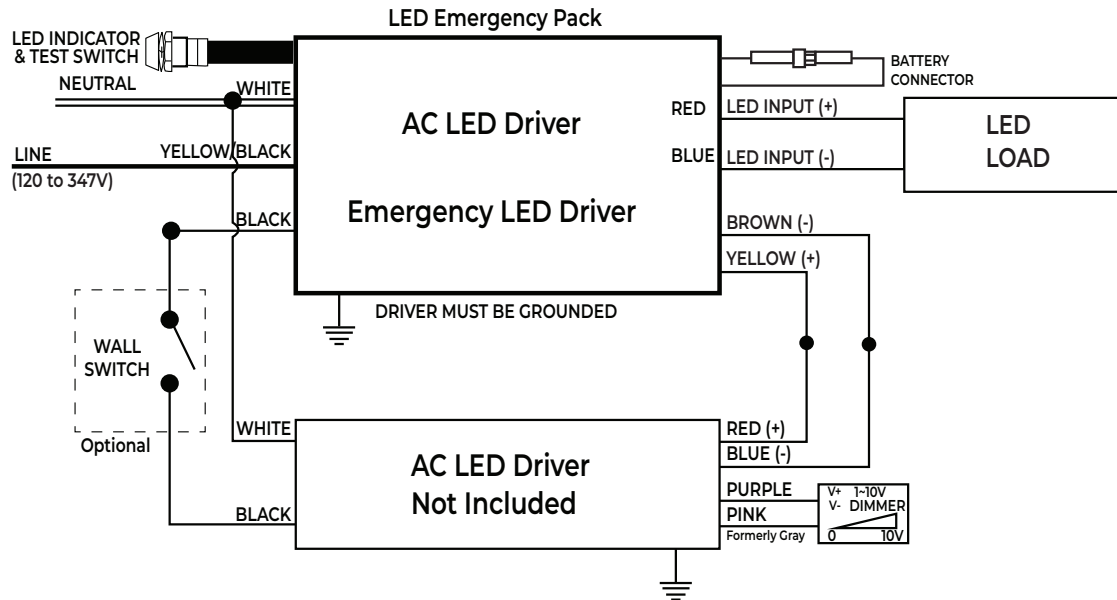 LED Emergency Pack
LED INDICATOR
& TEST SWITCH
NEUTRAL
WHITE
LINE
(120 to 347V)
YELLOW/BLACK
BLACK
AC LED Driver
Emergency LED Driver
BATTERY
CONNECTOR
RED
LED INPUT (+)
BLUE
LED INPUT (-)
LED
LOAD
BROWN (-)
YELLOW (+)
DRIVER MUST BE GROUNDED
WALL
SWITCH
Optional
WHITE
BLACK
AC LED Driver
Not Included
RED (+)
BLUE (-)
PURPLE
PINK
Formerly Gray
V+ 1~10V
V- DIMMER
0 10V